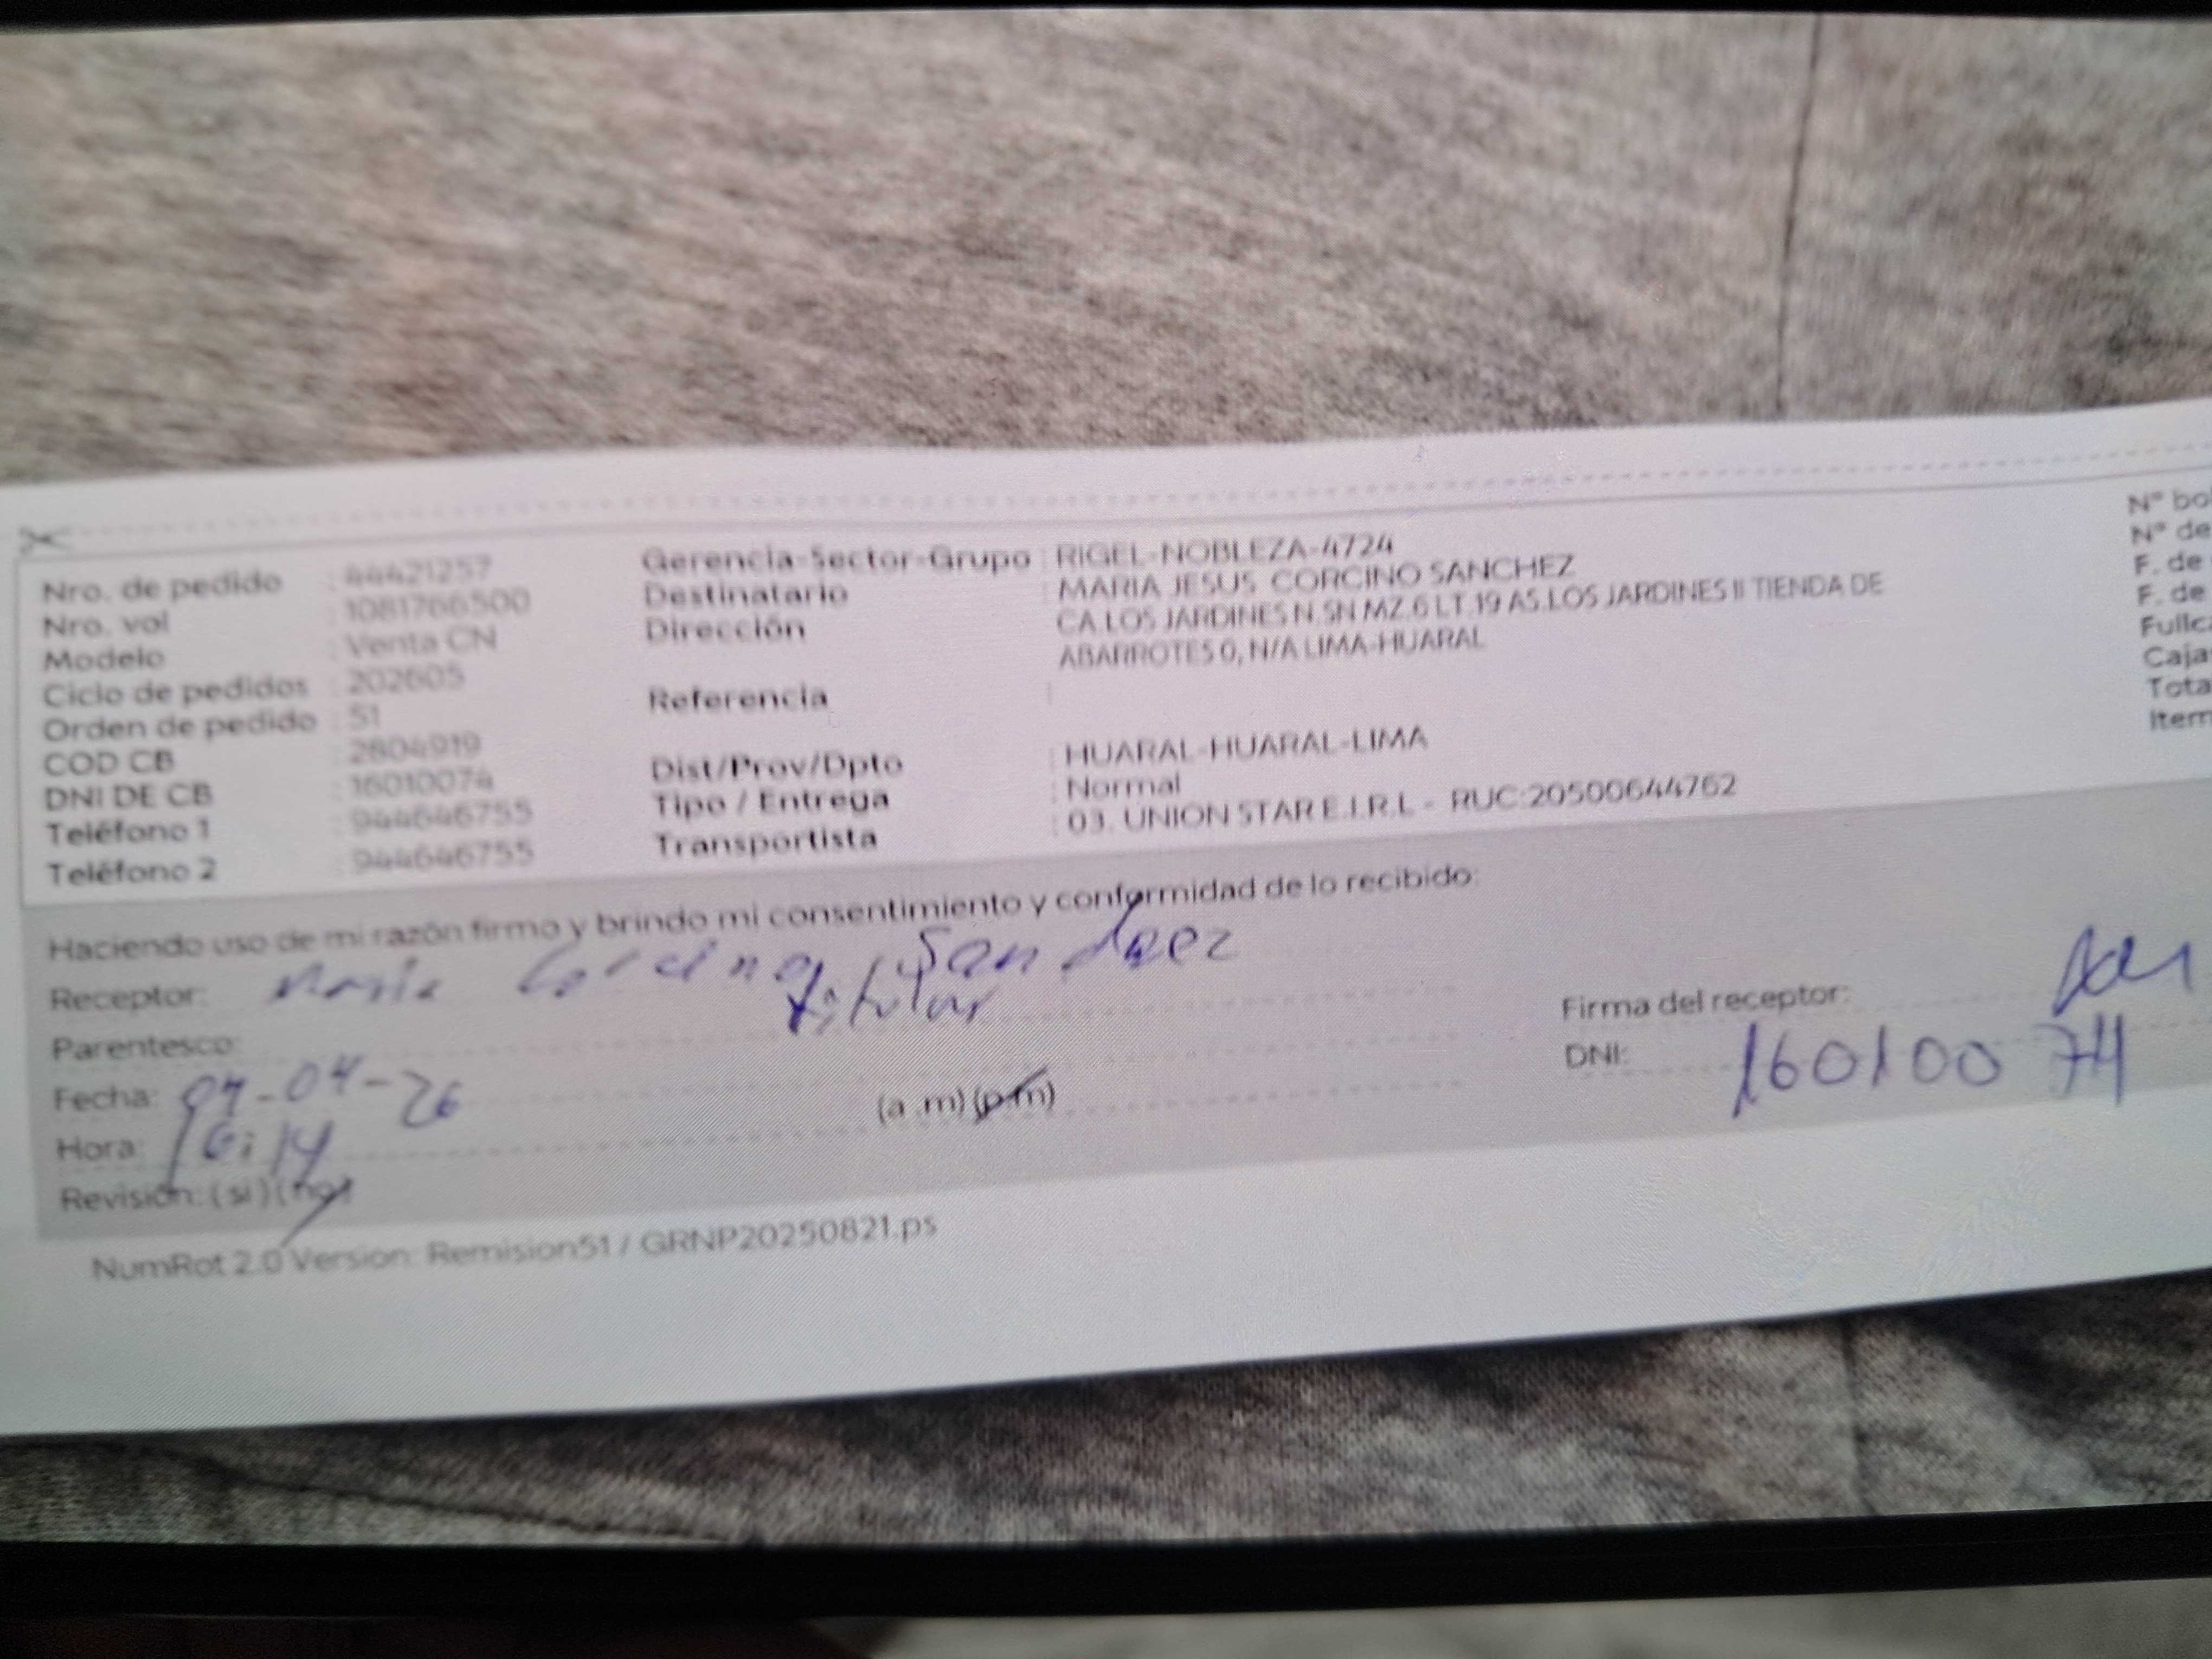 Nro. de pedido : 44421257
Nro. vol : 1081766500
Modelo : Venta CN
Ciclo de pedidos : 202605
Orden de pedido : 51
COD CB : 2804919
DNI DE CB : 16010074
Teléfono 1 : 944646755
Teléfono 2 : 944646755
Gerencia-Sector-Grupo : RIGEL-NOBLEZA-4724
Destinatario : MARIA JESUS CORCINO SANCHEZ
Dirección : CA.LOS JARDINES N.SN MZ.6 LT.19 AS.LOS JARDINES II TIENDA DE
ABARROTES 0, N/A LIMA-HUARAL
Referencia :
Dist/Prov/Dpto : HUARAL-HUARAL-LIMA
Tipo / Entrega : Normal
Transportista : 03. UNION STAR E.I.R.L - RUC:20500644762
N° bo
N° de
F. de
F. de
Fullc
Caja
Tota
Item
Haciendo uso de mi razón firmo y brindo mi consentimiento y conformidad de lo recibido:
Receptor: Maria Corcino Sanchez
Parentesco: titular
Fecha: 04-04-26
Hora: 16:14 (a .m) (p.m)
Revisión: (si) (no)
Firma del receptor:
DNI: 16010074
NumRot 2.0 Version: Remision51 / GRNP20250821.ps